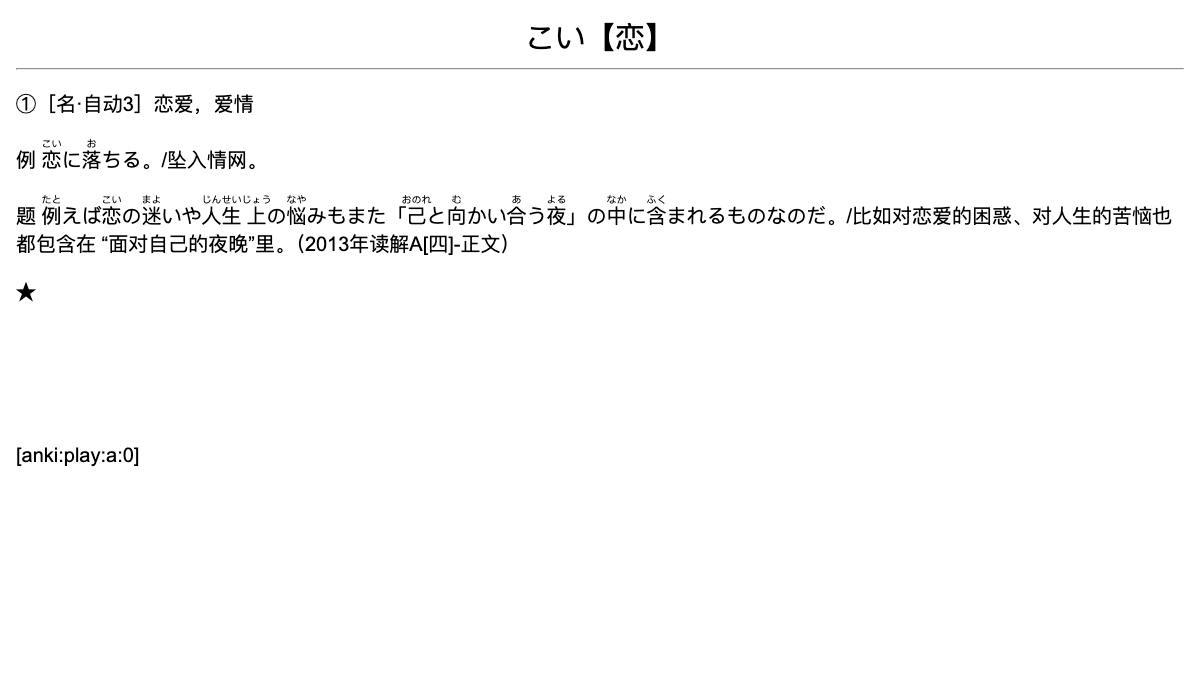 こい【恋】
①［名·自动3］恋爱，爱情
こい お
例 恋に落ちる。/坠入情网。
たと こい まよ じんせいじょう なや おのれ む あ よる なか ふく
题 例えば恋の迷いや人生上の悩みもまた「己と向かい合う夜」の中に含まれるものなのだ。/比如对恋爱的困惑、对人生的苦恼也
都包含在 “面对自己的夜晚”里。（2013年读解A[四]-正文）
★
[anki:play:a:0]